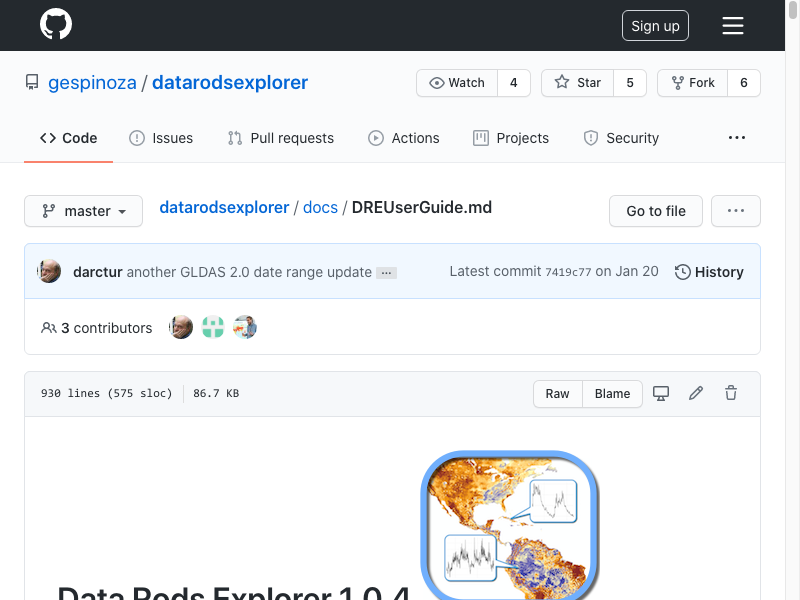 Sign up
gespinoza / datarodsexplorer
Watch 4 Star 5 Fork 6
Code Issues Pull requests Actions Projects Security ...
master datarodsexplorer / docs / DREUserGuide.md Go to file ...
darctur another GLDAS 2.0 date range update ... Latest commit 7419c77 on Jan 20 History
3 contributors
930 lines (575 sloc) 86.7 KB Raw Blame
Data Rods Explorer 1.0.4